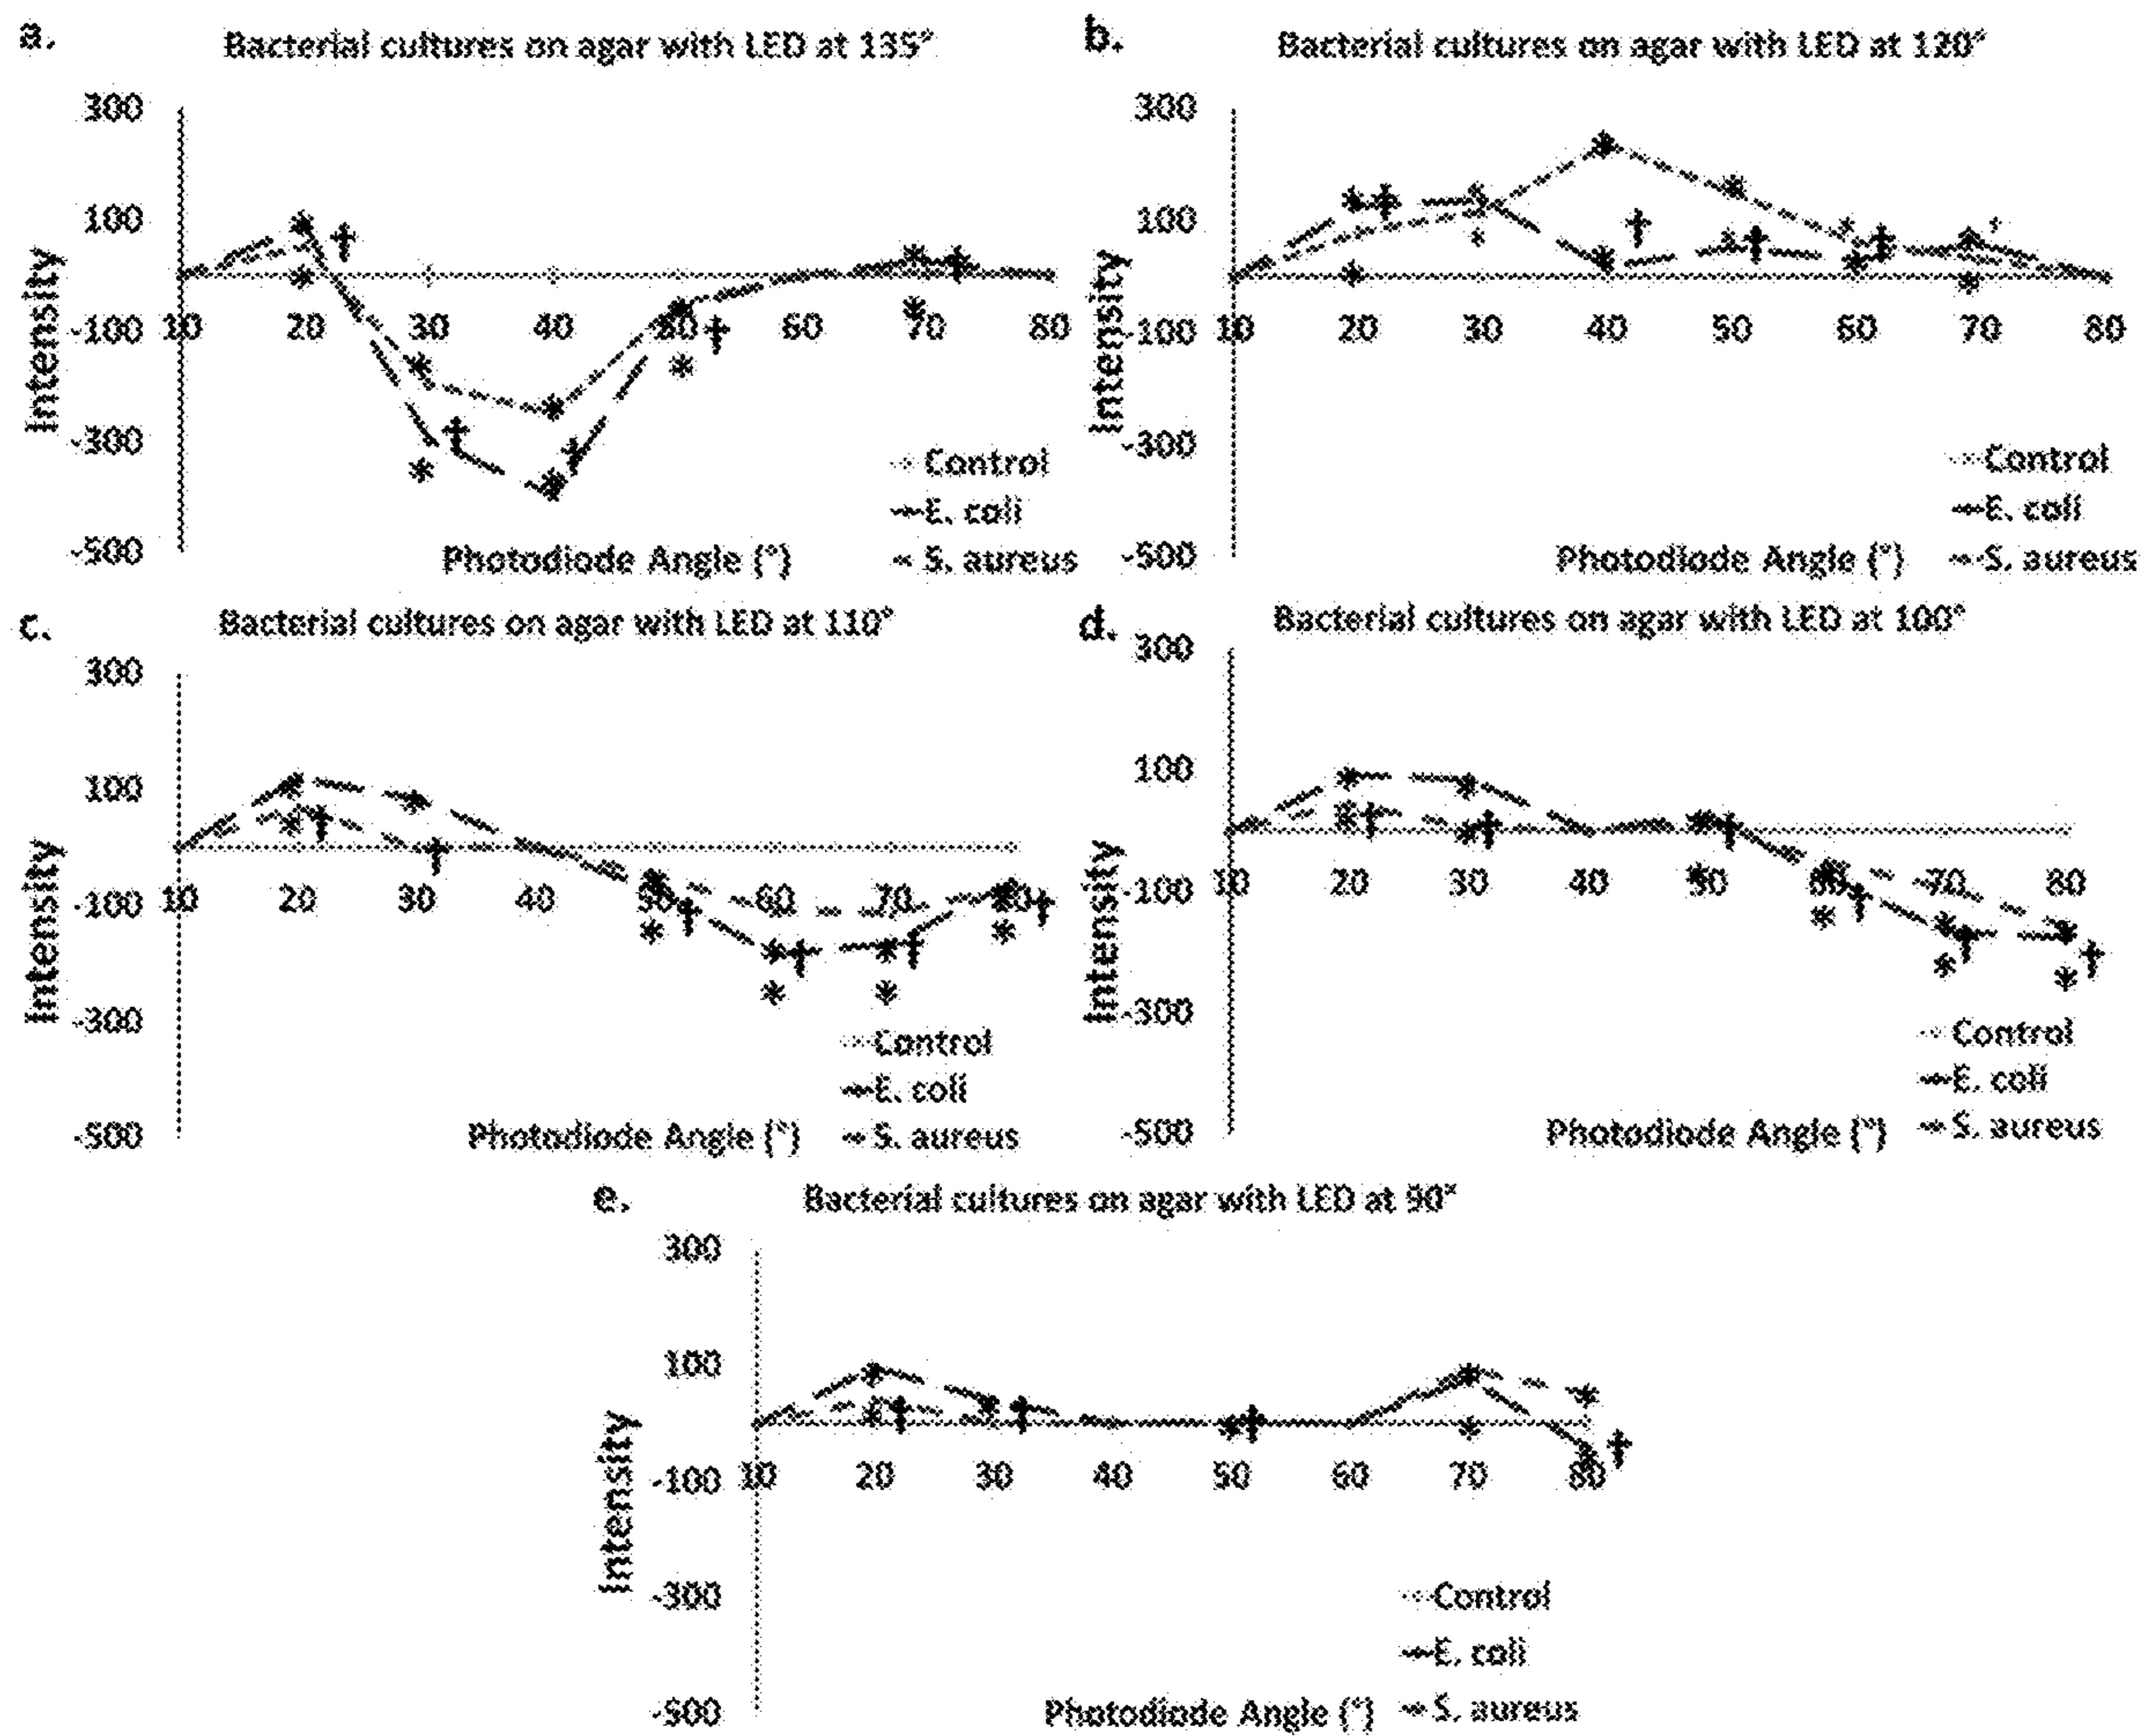 a.
Bacterial cultures on agar with LED at 135°
300
100
-100
-300
-500
Intensity
10 20 30 40 50 60 70 80
Photodiode Angle (°)
Control
E. coli
S. aureus
b.
Bacterial cultures on agar with LED at 120°
300
100
-100
-300
-500
Intensity
10 20 30 40 50 60 70 80
Photodiode Angle (°)
Control
E. coli
S. aureus
c.
Bacterial cultures on agar with LED at 110°
300
100
-100
-300
-500
Intensity
10 20 30 40 50 60 70 80
Photodiode Angle (°)
Control
E. coli
S. aureus
d.
Bacterial cultures on agar with LED at 100°
300
100
-100
-300
-500
Intensity
10 20 30 40 50 60 70 80
Photodiode Angle (°)
Control
E. coli
S. aureus
e.
Bacterial cultures on agar with LED at 90°
300
100
-100
-300
-500
Intensity
10 20 30 40 50 60 70 80
Photodiode Angle (°)
Control
E. coli
S. aureus